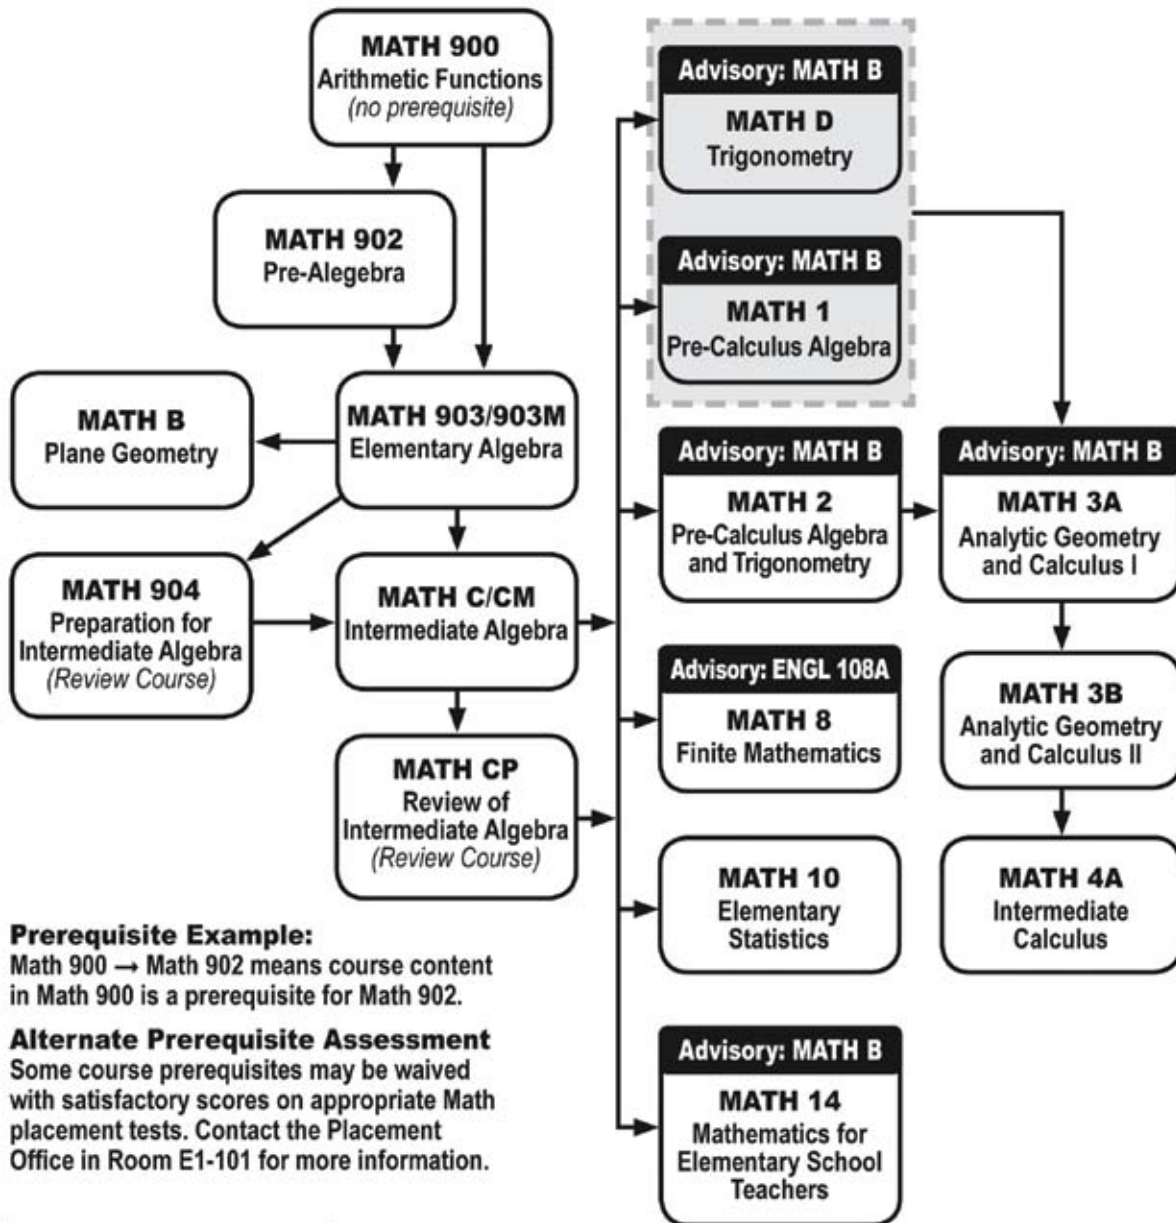 MATH 900
Arithmetic Functions
(no prerequisite)
MATH 902
Pre-Alegebra
MATH B
Plane Geometry
MATH 903/903M
Elementary Algebra
MATH 904
Preparation for
Intermediate Algebra
(Review Course)
MATH C/CM
Intermediate Algebra
MATH CP
Review of
Intermediate Algebra
(Review Course)
Advisory: MATH B
MATH D
Trigonometry
Advisory: MATH B
MATH 1
Pre-Calculus Algebra
Advisory: MATH B
MATH 2
Pre-Calculus Algebra
and Trigonometry
Advisory: MATH B
MATH 3A
Analytic Geometry
and Calculus I
Advisory: ENGL 108A
MATH 8
Finite Mathematics
MATH 3B
Analytic Geometry
and Calculus II
MATH 10
Elementary
Statistics
MATH 4A
Intermediate
Calculus
Advisory: MATH B
MATH 14
Mathematics for
Elementary School
Teachers
Prerequisite Example:
Math 900 → Math 902 means course content
in Math 900 is a prerequisite for Math 902.
Alternate Prerequisite Assessment
Some course prerequisites may be waived
with satisfactory scores on appropriate Math
placement tests. Contact the Placement
Office in Room E1-101 for more information.